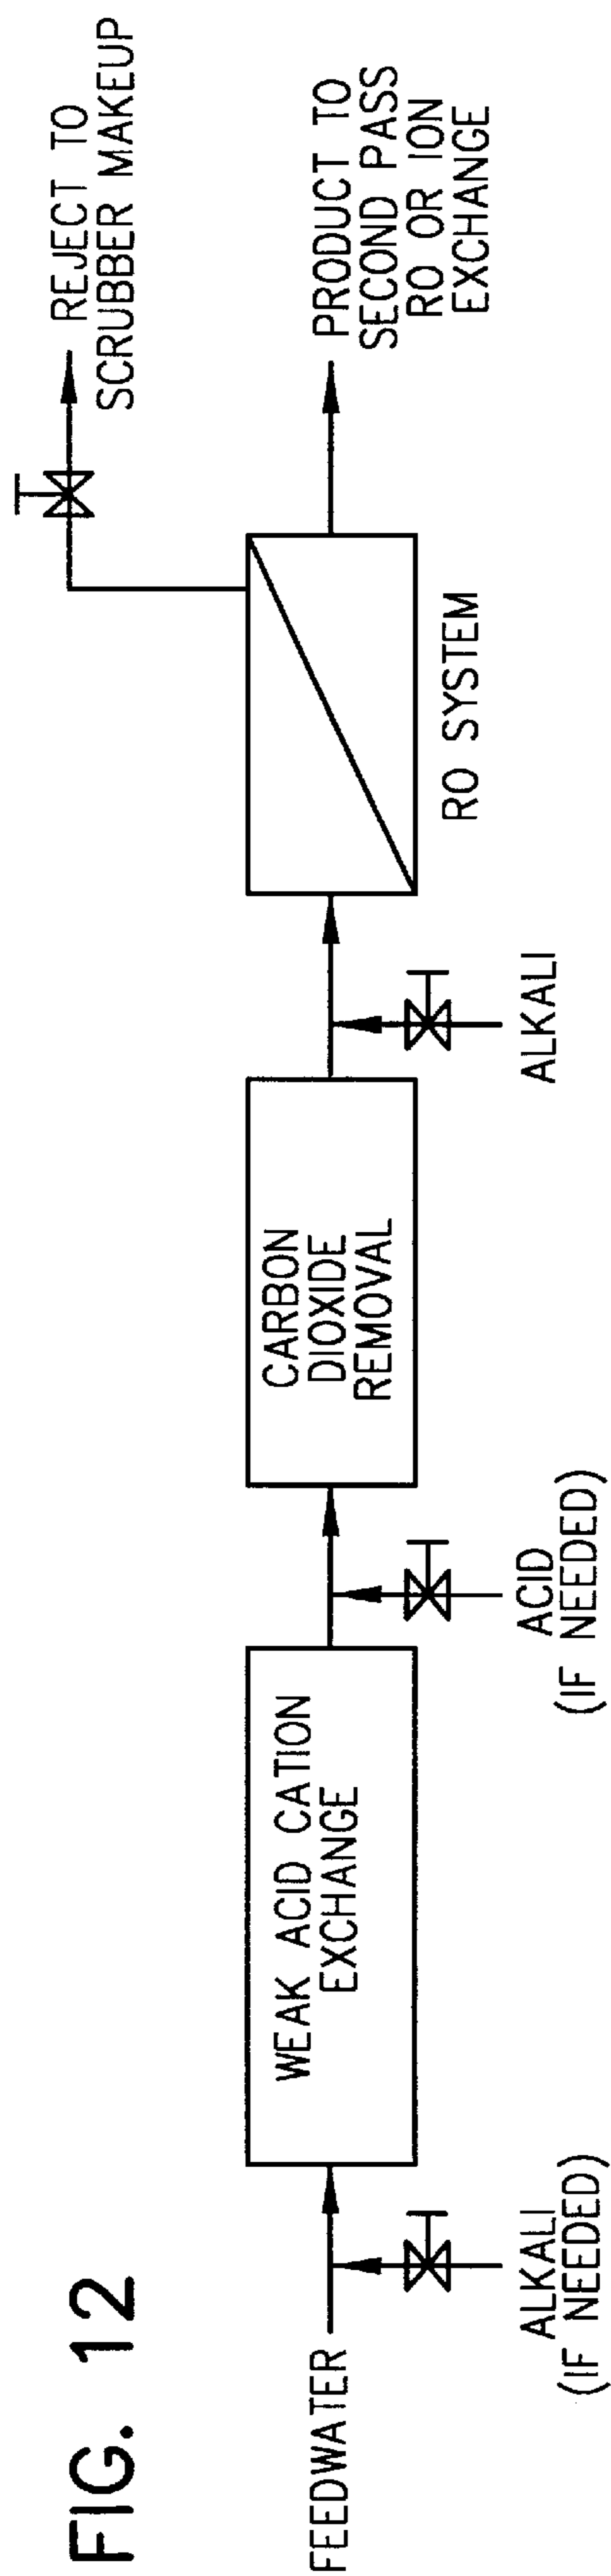 FIG. 12
FEEDWATER
ALKALI
(IF NEEDED)
WEAK ACID CATION
EXCHANGE
ACID
(IF NEEDED)
CARBON
DIOXIDE
REMOVAL
ALKALI
RO SYSTEM
REJECT TO
SCRUBBER MAKEUP
PRODUCT TO
SECOND PASS
RO OR ION
EXCHANGE